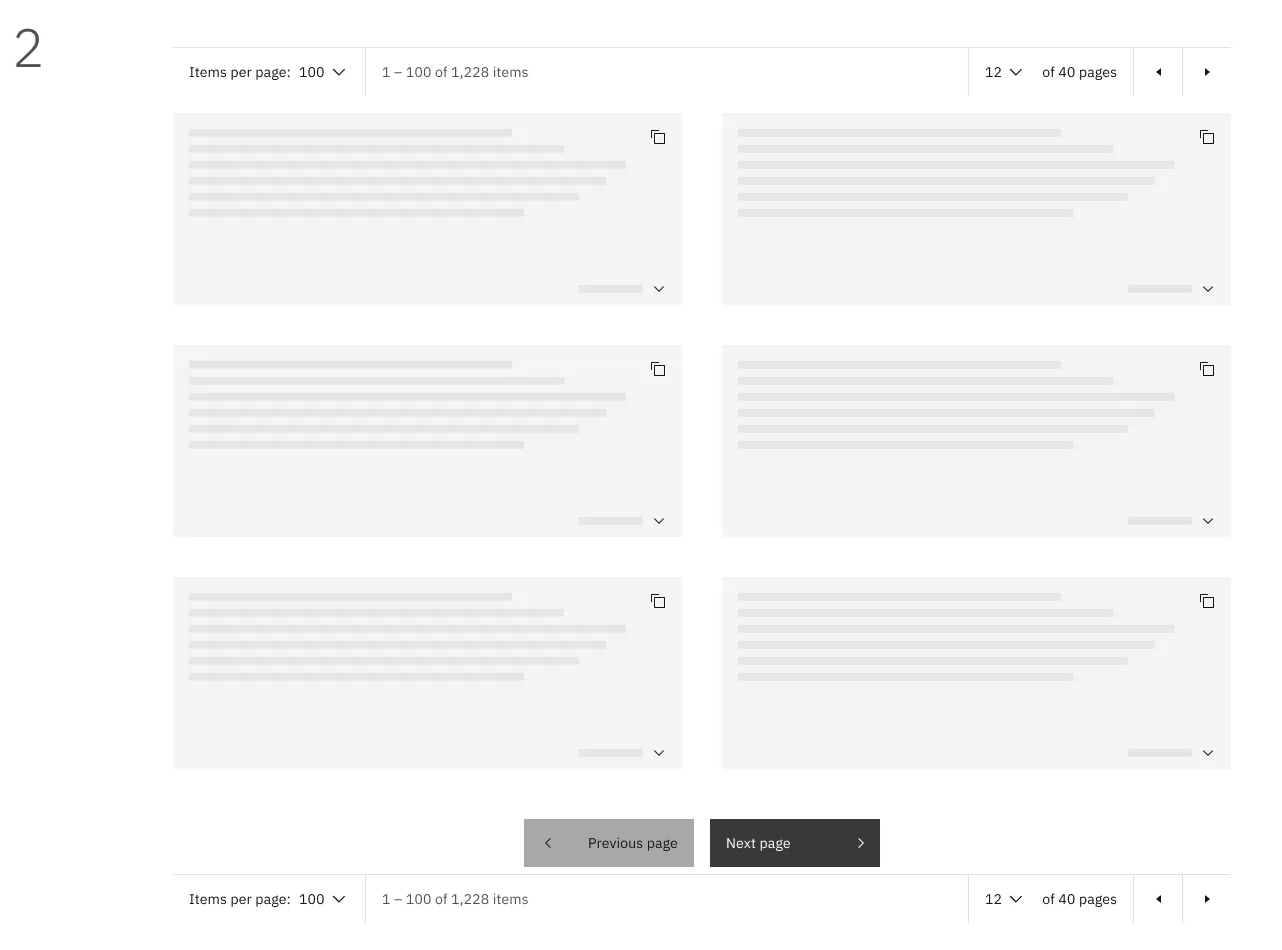 2
Items per page: 100 1 – 100 of 1,228 items 12 of 40 pages
Previous page Next page
Items per page: 100 1 – 100 of 1,228 items 12 of 40 pages